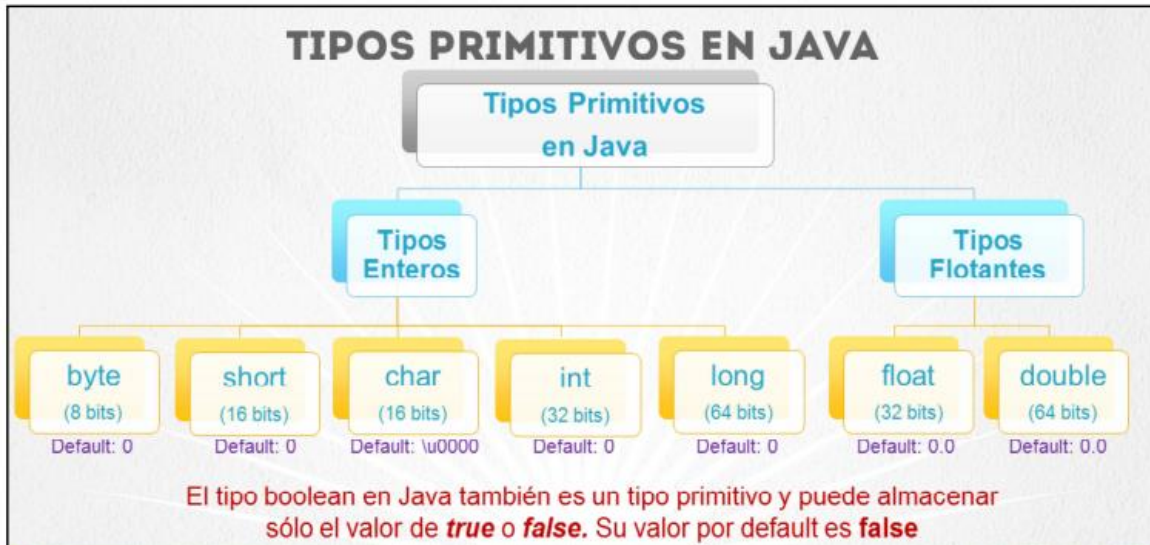 TIPOS PRIMITIVOS EN JAVA
Tipos Primitivos
en Java
Tipos
Enteros
Tipos
Flotantes
byte
(8 bits)
Default: 0
short
(16 bits)
Default: 0
char
(16 bits)
Default: \u0000
int
(32 bits)
Default: 0
long
(64 bits)
Default: 0
float
(32 bits)
Default: 0.0
double
(64 bits)
Default: 0.0
El tipo boolean en Java también es un tipo primitivo y puede almacenar
sólo el valor de true o false. Su valor por default es false